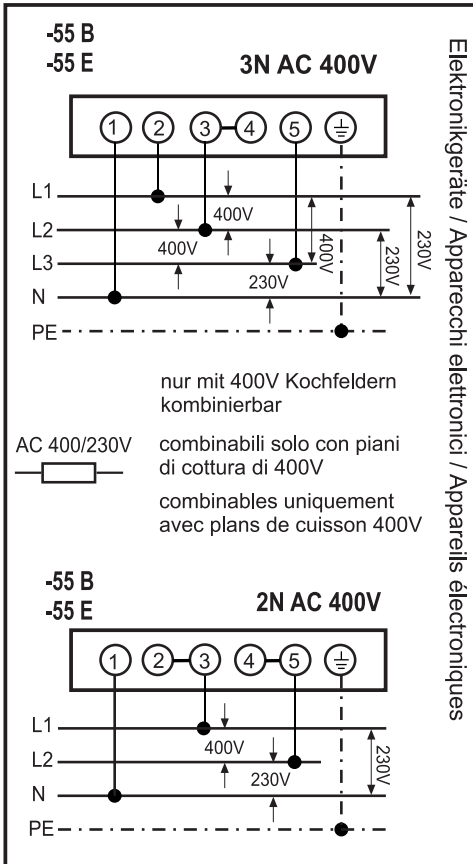 -55 B
-55 E
3N AC 400V
1 2 3 4 5
L1
400V
L2
400V
400V
230V
230V
L3
230V
N
PE
nur mit 400V Kochfeldern
kombinierbar
AC 400/230V
combinabili solo con piani
di cottura di 400V
combinables uniquement
avec plans de cuisson 400V
-55 B
-55 E
2N AC 400V
1 2 3 4 5
L1
400V
230V
L2
230V
N
PE
Elektronikgeräte / Apparecchi elettronici / Appareils électroniques